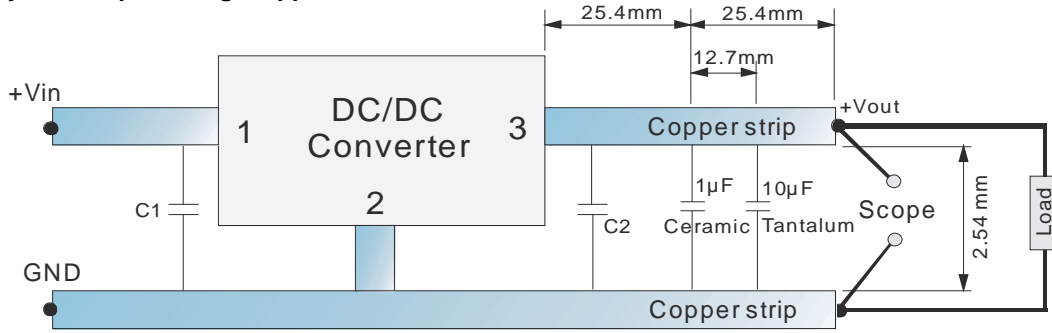 25.4mm 25.4mm
12.7mm
+Vin
DC/DC
Converter
1
3
2
Copper strip
+Vout
C1
C2
1µF
Ceramic
10µF
Tantalum
Scope
2.54 mm
Load
GND
Copper strip